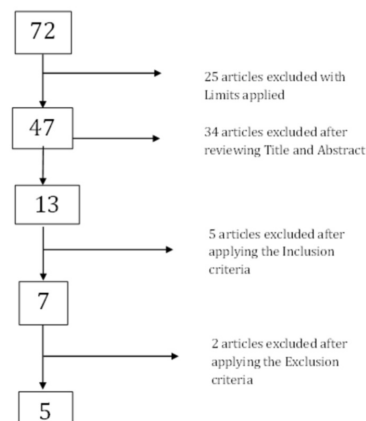 72
25 articles excluded with
Limits applied
47
34 articles excluded after
reviewing Title and Abstract
13
5 articles excluded after
applying the Inclusion
criteria
7
2 articles excluded after
applying the Exclusion
criteria
5